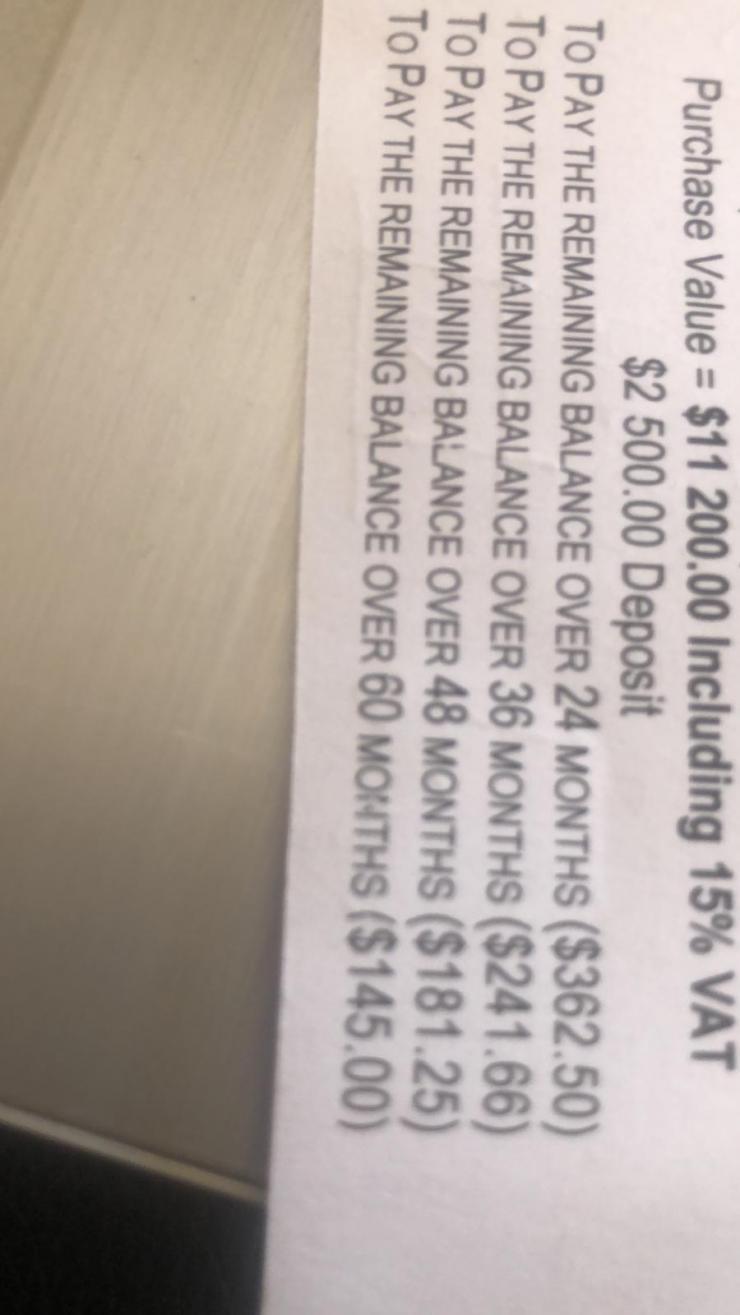 Purchase Value = $11 200.00 Including 15% VAT
$2 500.00 Deposit
TO PAY THE REMAINING BALANCE OVER 24 MONTHS ($362.50)
TO PAY THE REMAINING BALANCE OVER 36 MONTHS ($241.66)
TO PAY THE REMAINING BALANCE OVER 48 MONTHS ($181.25)
TO PAY THE REMAINING BALANCE OVER 60 MONTHS ($145.00)